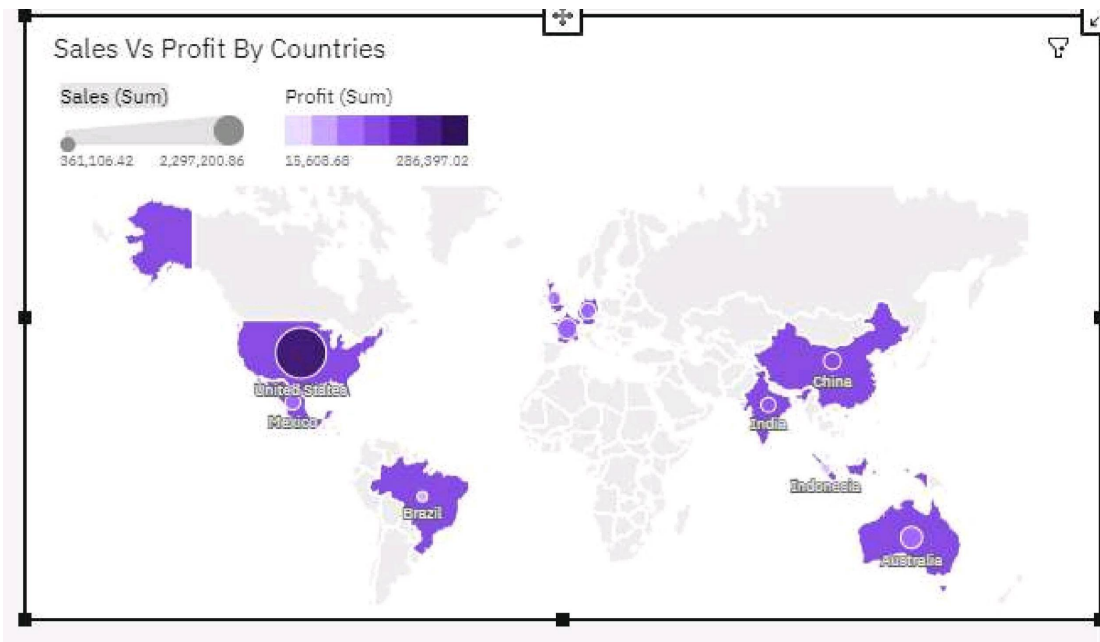 Sales Vs Profit By Countries
Sales (Sum)
Profit (Sum)
361,106.42
2,297,200.86
15,608.68
286,397.02
United States
Mexico
China
India
Indonesia
Brazil
Australia